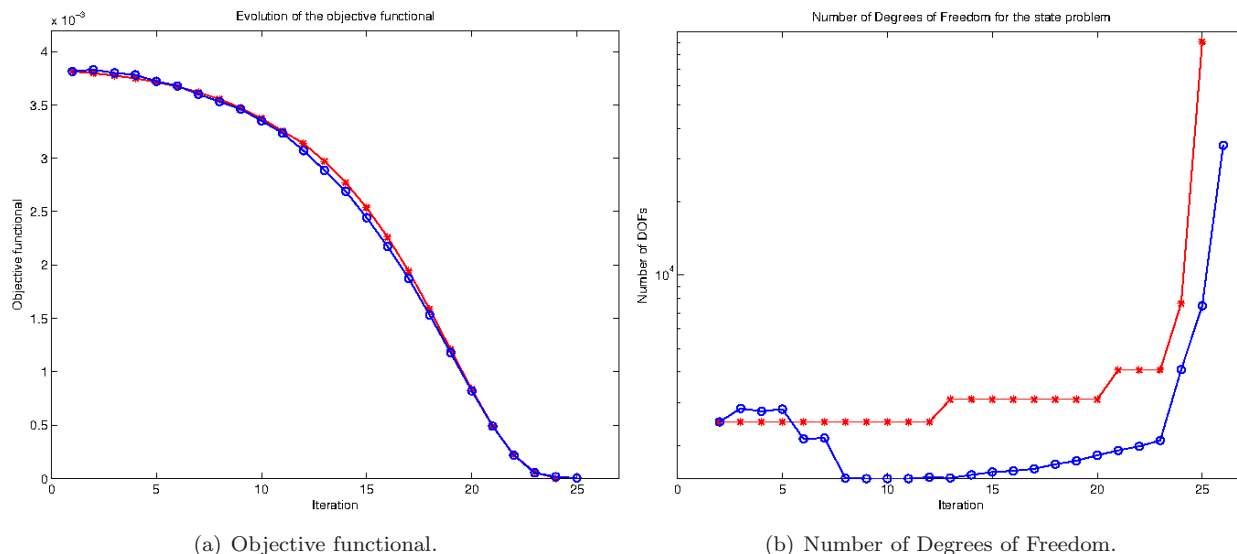 Evolution of the objective functional
x 10⁻³
4
3.5
3
2.5
2
1.5
1
0.5
0
Objective functional
0 5 10 15 20 25
Iteration
(a) Objective functional.
Number of Degrees of Freedom for the state problem
10⁴
Number of DOFs
0 5 10 15 20 25
Iteration
(b) Number of Degrees of Freedom.